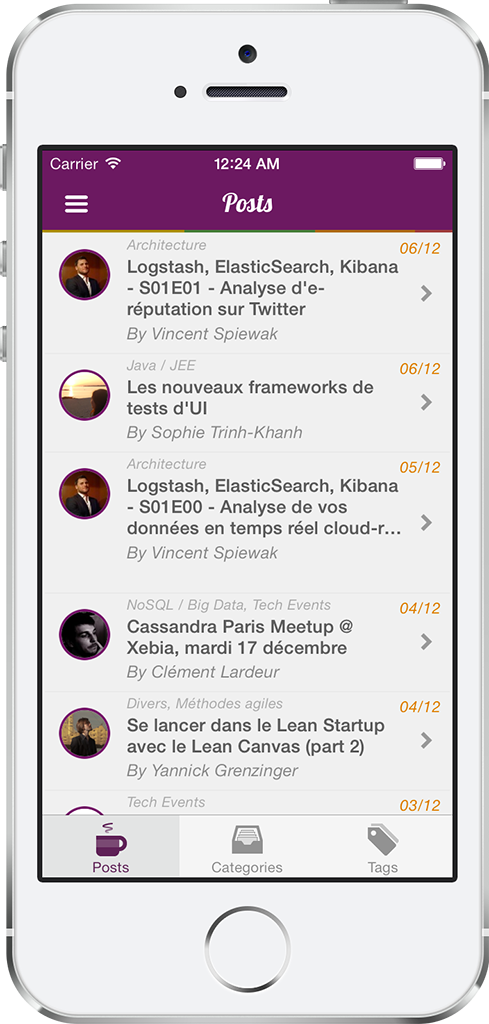 Carrier 12:24 AM
Posts
Architecture 06/12
Logstash, ElasticSearch, Kibana
- S01E01 - Analyse d'e-
réputation sur Twitter
By Vincent Spiewak
Java / JEE 06/12
Les nouveaux frameworks de
tests d'UI
By Sophie Trinh-Khanh
Architecture 05/12
Logstash, ElasticSearch, Kibana
- S01E00 - Analyse de vos
données en temps réel cloud-r...
By Vincent Spiewak
NoSQL / Big Data, Tech Events 04/12
Cassandra Paris Meetup @
Xebia, mardi 17 décembre
By Clément Lardeur
Divers, Méthodes agiles 04/12
Se lancer dans le Lean Startup
avec le Lean Canvas (part 2)
By Yannick Grenzinger
Tech Events 03/12
Posts Categories Tags